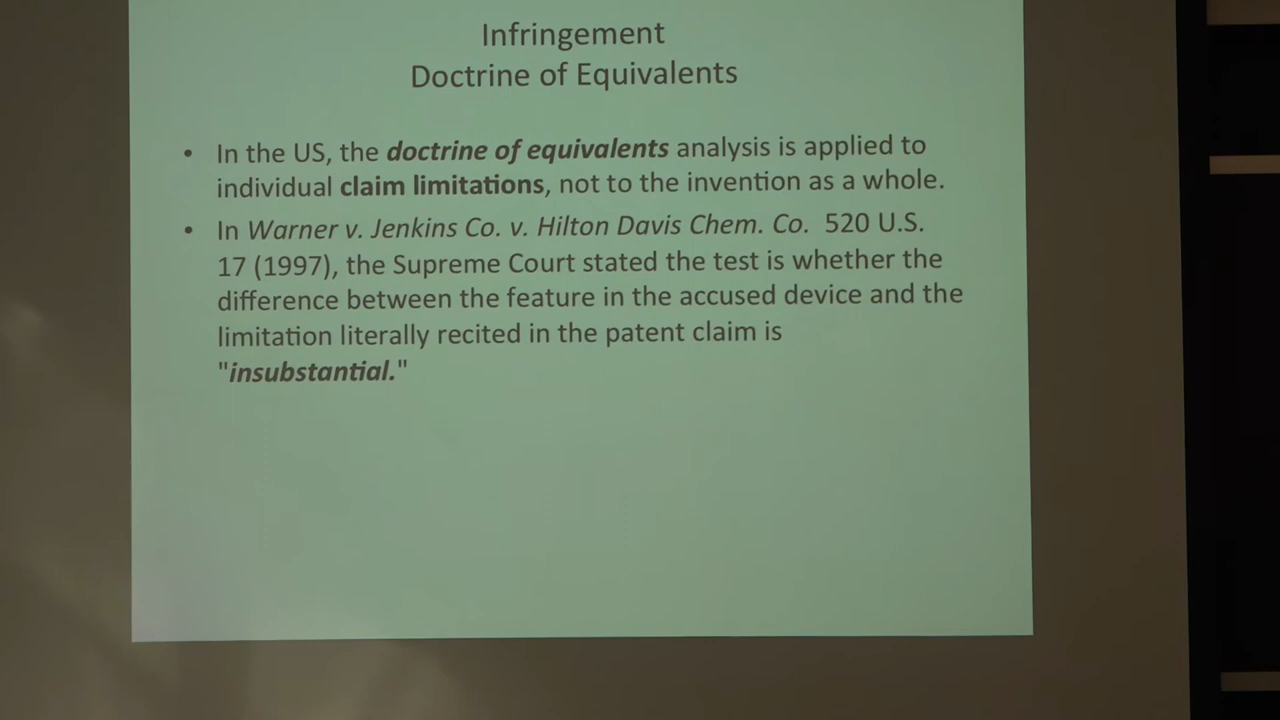 Infringement
Doctrine of Equivalents
• In the US, the doctrine of equivalents analysis is applied to
individual claim limitations, not to the invention as a whole.
• In Warner v. Jenkins Co. v. Hilton Davis Chem. Co. 520 U.S.
17 (1997), the Supreme Court stated the test is whether the
difference between the feature in the accused device and the
limitation literally recited in the patent claim is
"insubstantial."